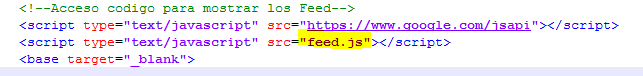 <!--Acceso codigo para mostrar los Feed-->
<script type="text/javascript" src="https://www.google.com/jsapi"></script>
<script type="text/javascript" src="feed.js"></script>
<base target="_blank">